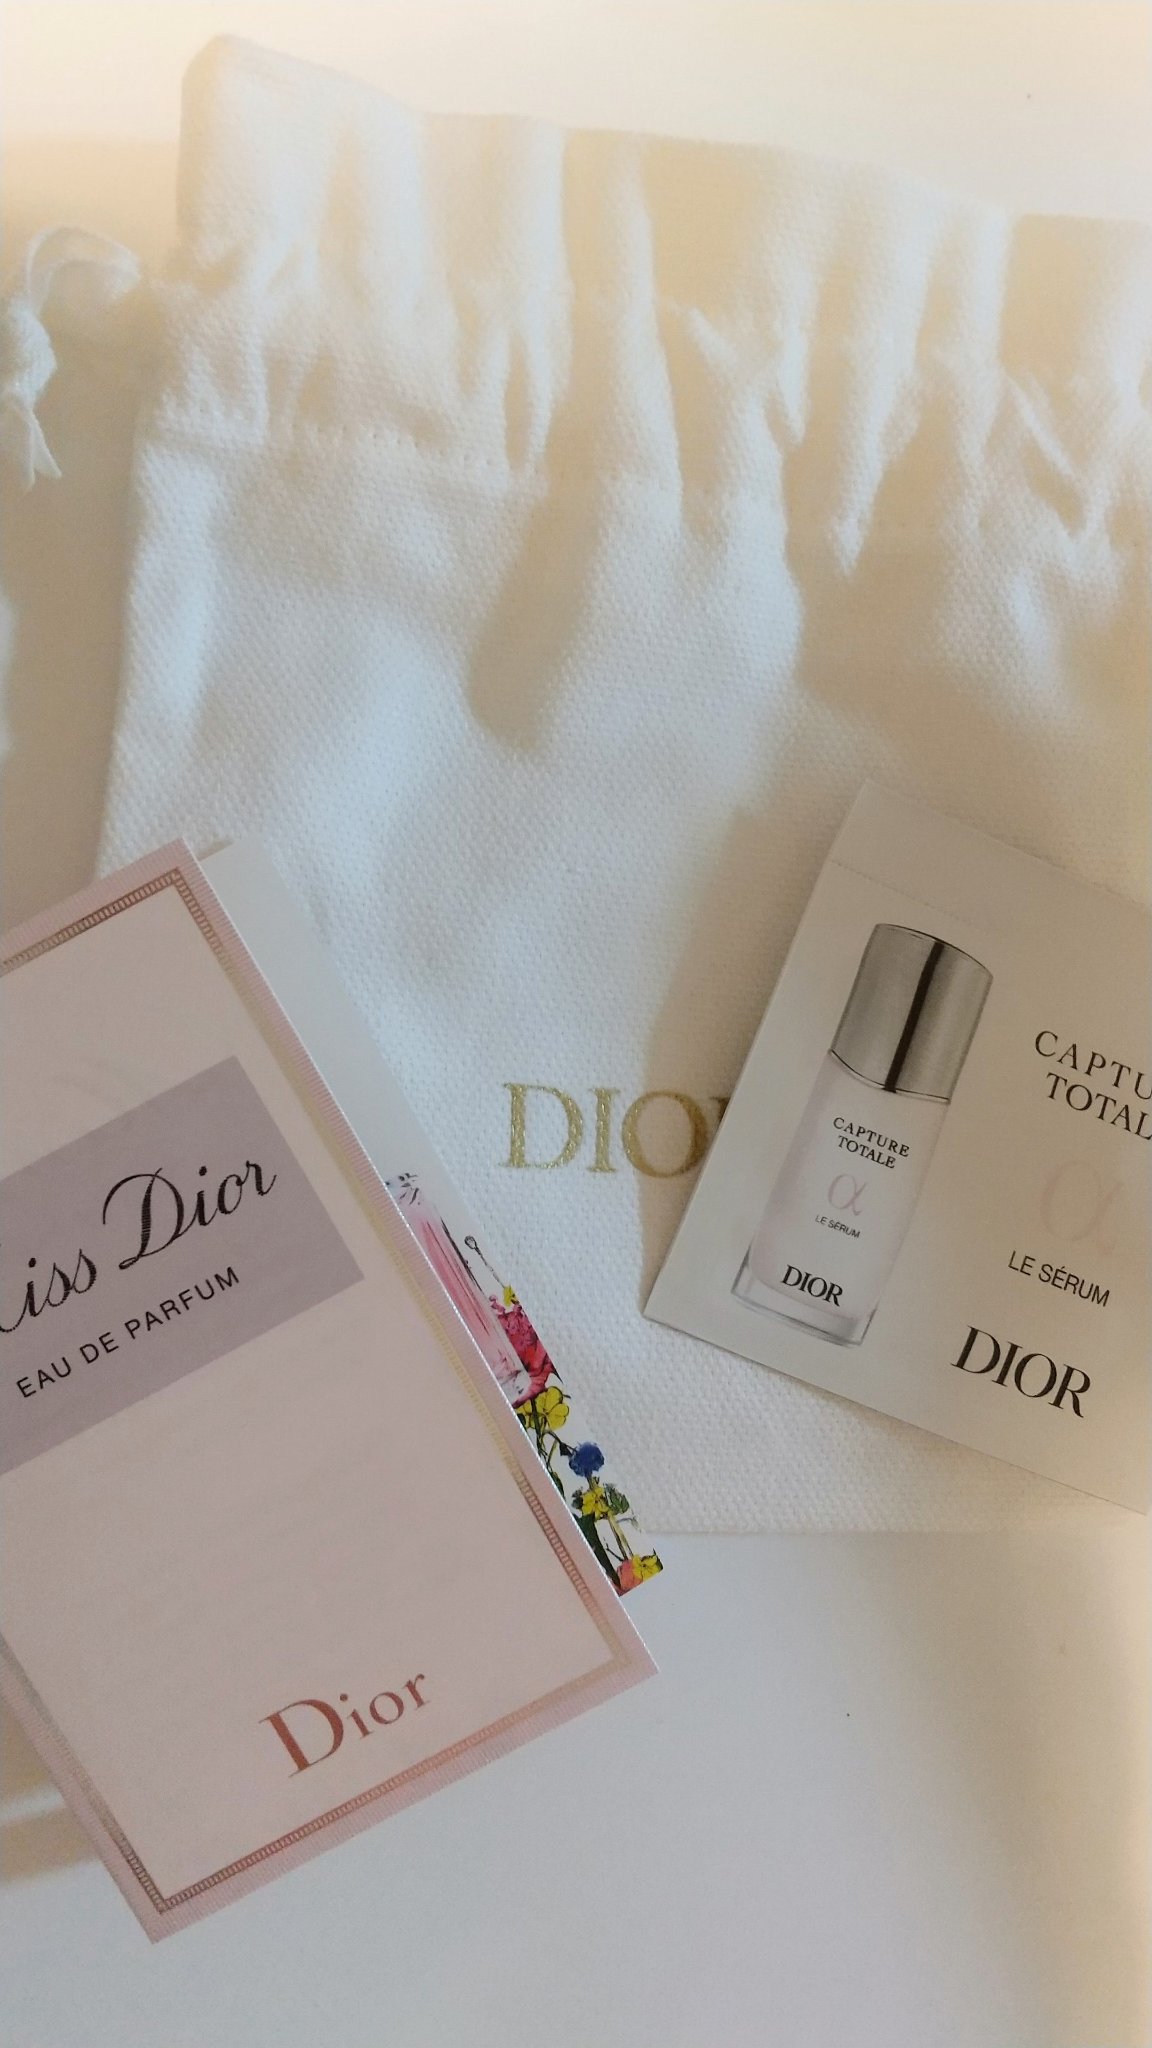 DIO
CAPTURE
TOTALE
α
LE SÉRUM
DIOR
CAPTU
TOTAL
α
LE SÉRUM
DIOR
iss Dior
EAU DE PARFUM
Dior